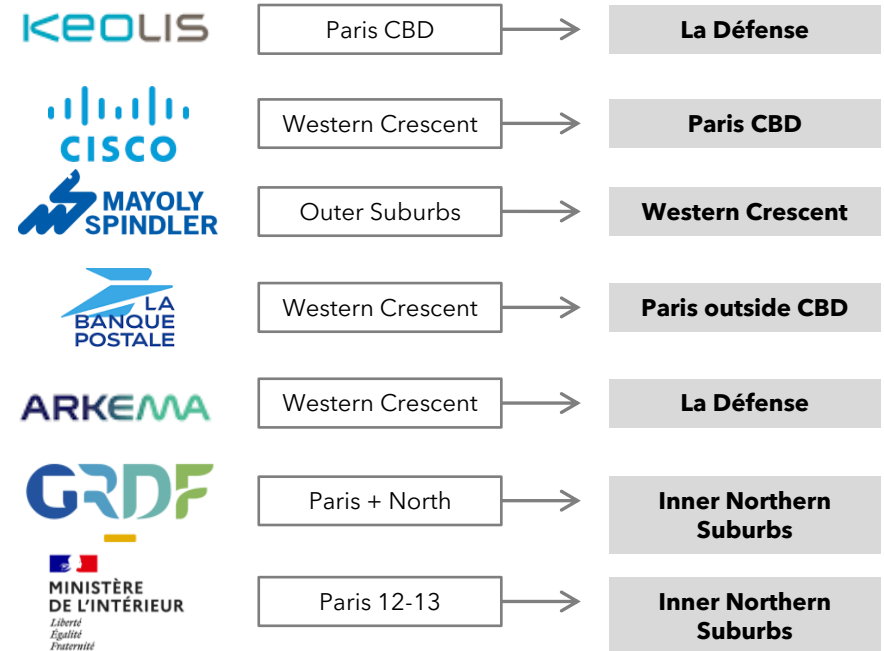 Keolis
Paris CBD
La Défense
CISCO
Western Crescent
Paris CBD
MAYOLY
SPINDLER
Outer Suburbs
Western Crescent
LA
BANQUE
POSTALE
Western Crescent
Paris outside CBD
ARKEMA
Western Crescent
La Défense
GRDF
Paris + North
Inner Northern
Suburbs
MINISTÈRE
DE L'INTÉRIEUR
Liberté
Égalité
Fraternité
Paris 12-13
Inner Northern
Suburbs